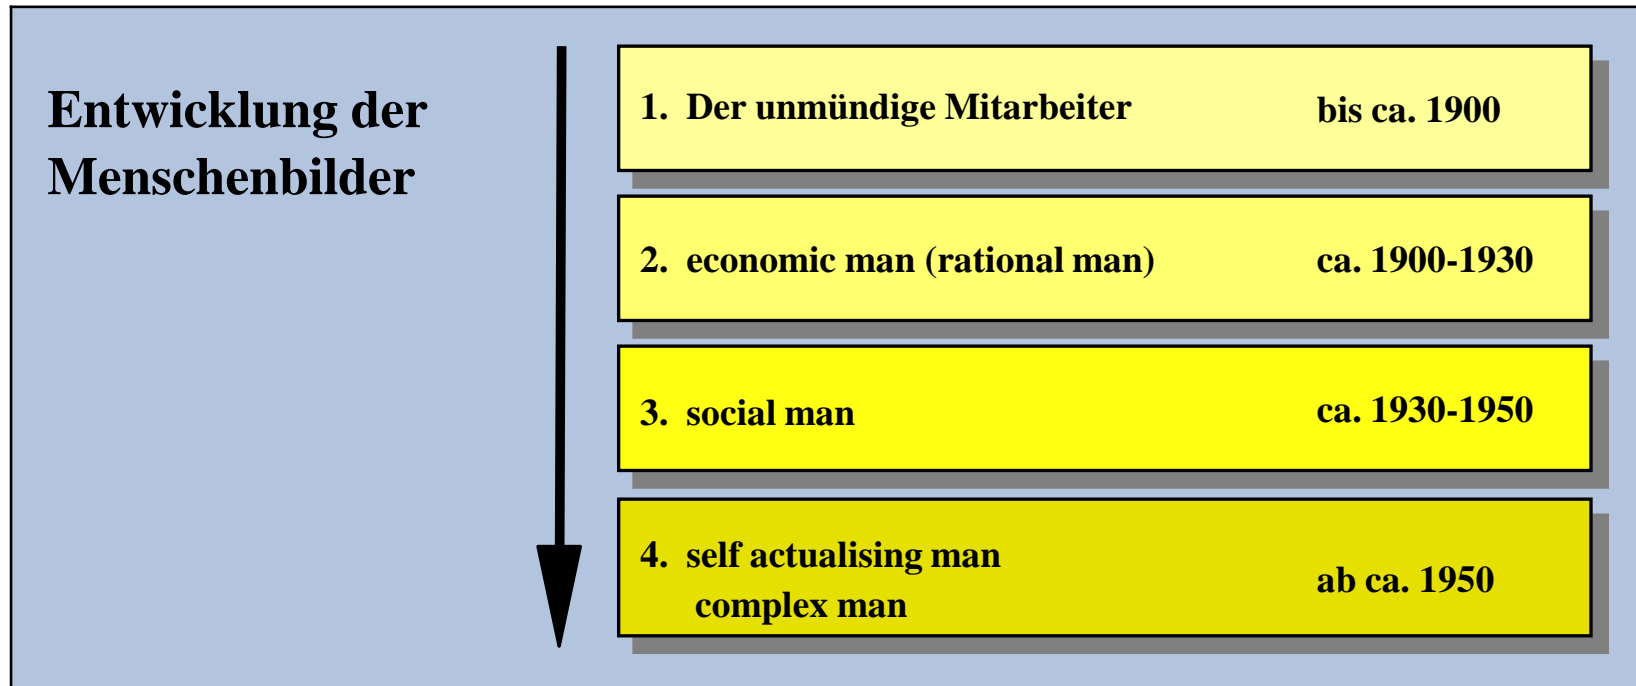 Entwicklung der
Menschenbilder
1. Der unmündige Mitarbeiter bis ca. 1900
2. economic man (rational man) ca. 1900-1930
3. social man ca. 1930-1950
4. self actualising man
complex man ab ca. 1950